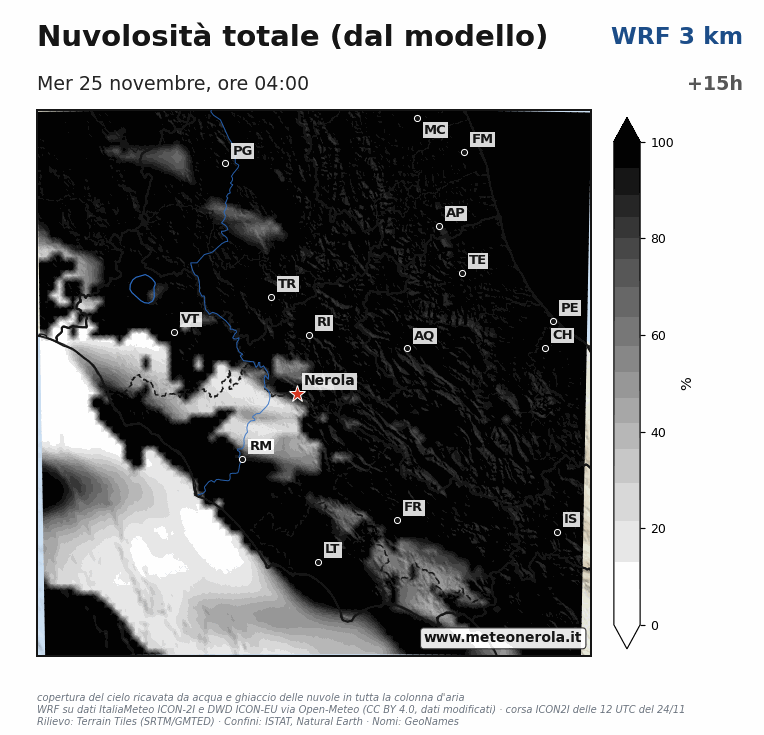 Nuvolosità totale (dal modello)
WRF 3 km
Mer 25 novembre, ore 04:00
+15h
MC
FM
PG
AP
TE
TR
PE
VT
RI
AQ
CH
Nerola
RM
FR
IS
LT
www.meteonerola.it
100
80
60
40
20
0
%
copertura del cielo ricavata da acqua e ghiaccio delle nuvole in tutta la colonna d'aria
WRF su dati ItaliaMeteo ICON-2I e DWD ICON-EU via Open-Meteo (CC BY 4.0, dati modificati) · corsa ICON2I delle 12 UTC del 24/11
Rilievo: Terrain Tiles (SRTM/GMTED) · Confini: ISTAT, Natural Earth · Nomi: GeoNames